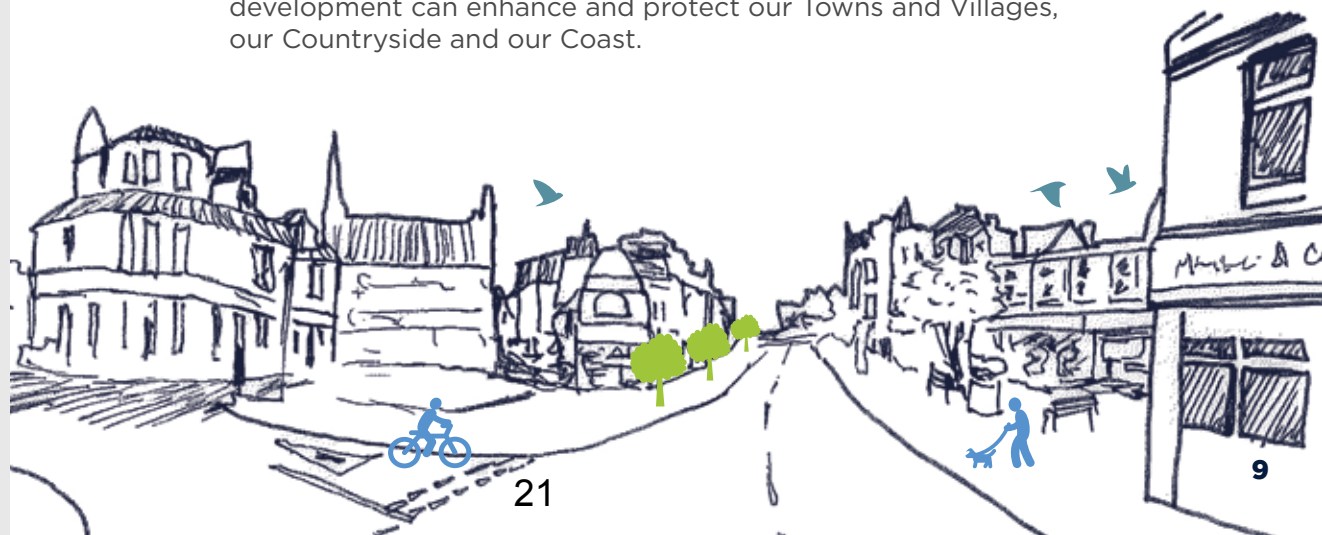 development can enhance and protect our Towns and Villages,
our Countryside and our Coast.
9
21